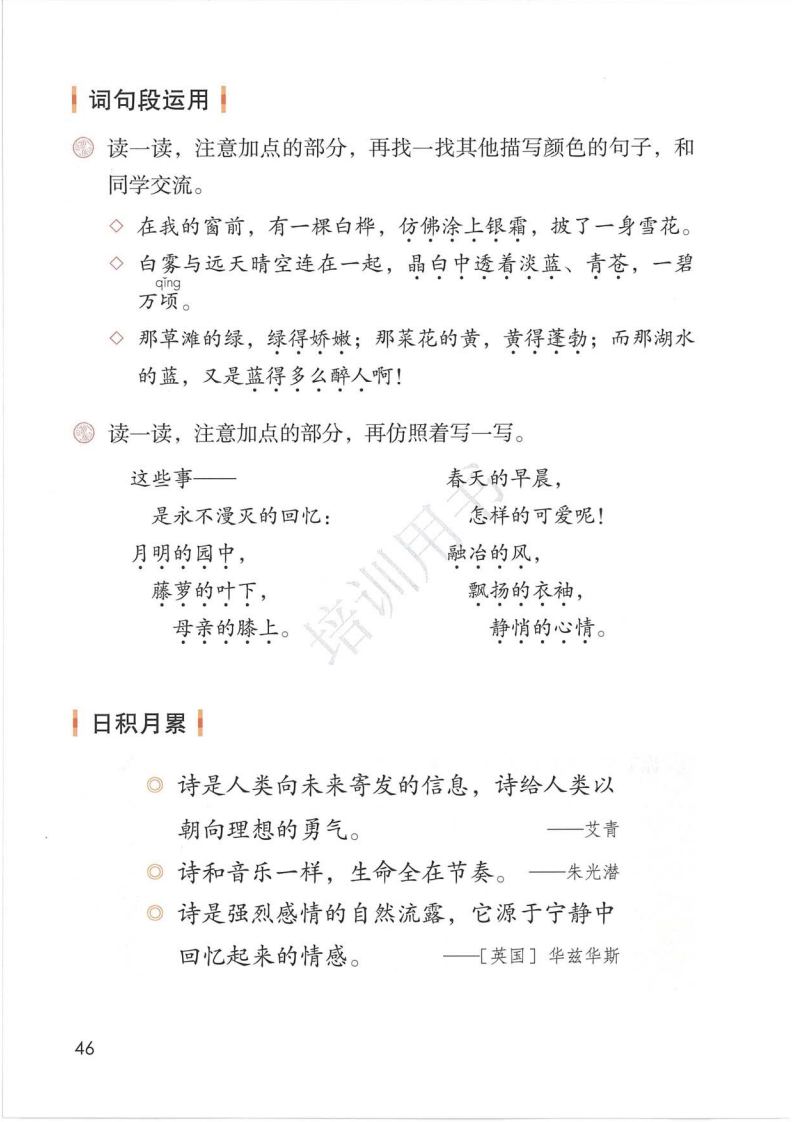 词句段运用
读一读，注意加点的部分，再找一找其他描写颜色的句子，和
同学交流。
◇ 在我的窗前，有一棵白桦，仿佛涂上银霜，披了一身雪花。
◇ 白雾与远天晴空连在一起，晶白中透着淡蓝、青苍，一碧
qǐng
万顷。
◇ 那草滩的绿，绿得娇嫩；那菜花的黄，黄得蓬勃；而那湖水
的蓝，又是蓝得多么醉人啊！
读一读，注意加点的部分，再仿照着写一写。
这些事——
是永不漫灭的回忆：
月明的园中，
藤萝的叶下，
母亲的膝上。
春天的早晨，
怎样的可爱呢！
融冶的风，
飘扬的衣袖，
静悄的心情。
培训用书
日积月累
◎ 诗是人类向未来寄发的信息，诗给人类以
朝向理想的勇气。 ——艾青
◎ 诗和音乐一样，生命全在节奏。 ——朱光潜
◎ 诗是强烈感情的自然流露，它源于宁静中
回忆起来的情感。 ——［英国］华兹华斯
46